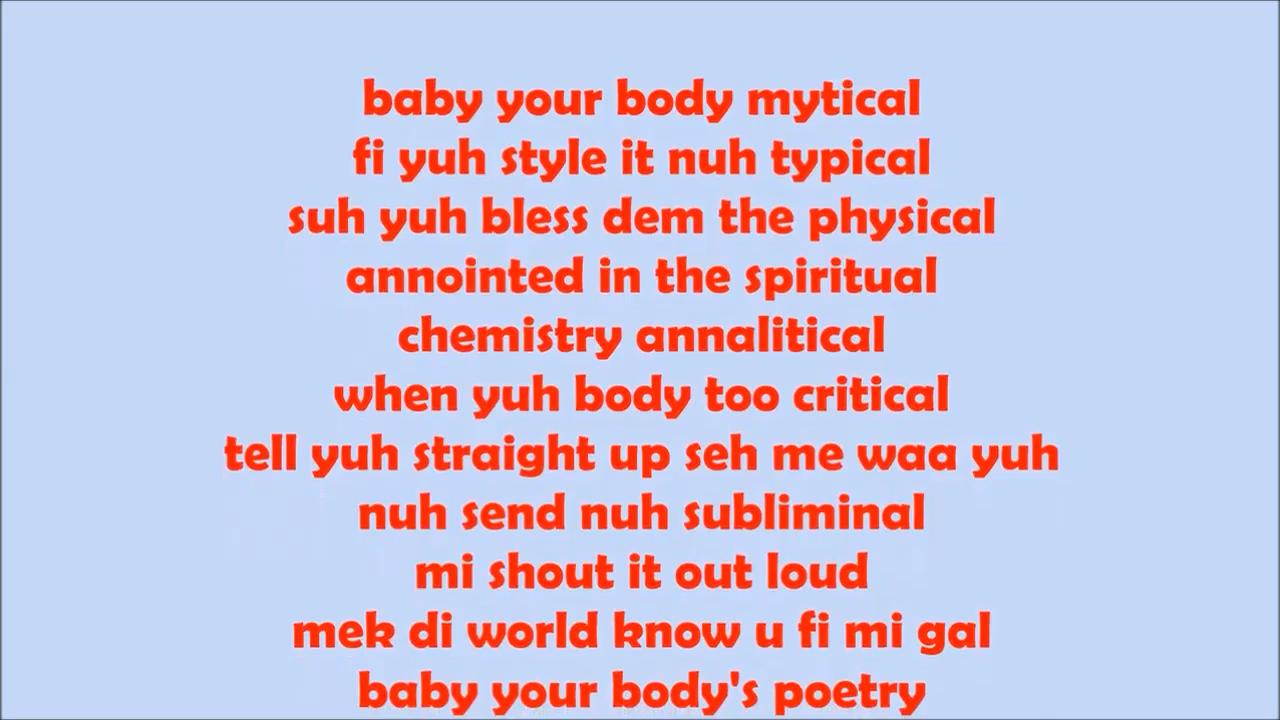 baby your body mytical
fi yuh style it nuh typical
suh yuh bless dem the physical
annointed in the spiritual
chemistry annalitical
when yuh body too critical
tell yuh straight up seh me waa yuh
nuh send nuh subliminal
mi shout it out loud
mek di world know u fi mi gal
baby your body's poetry